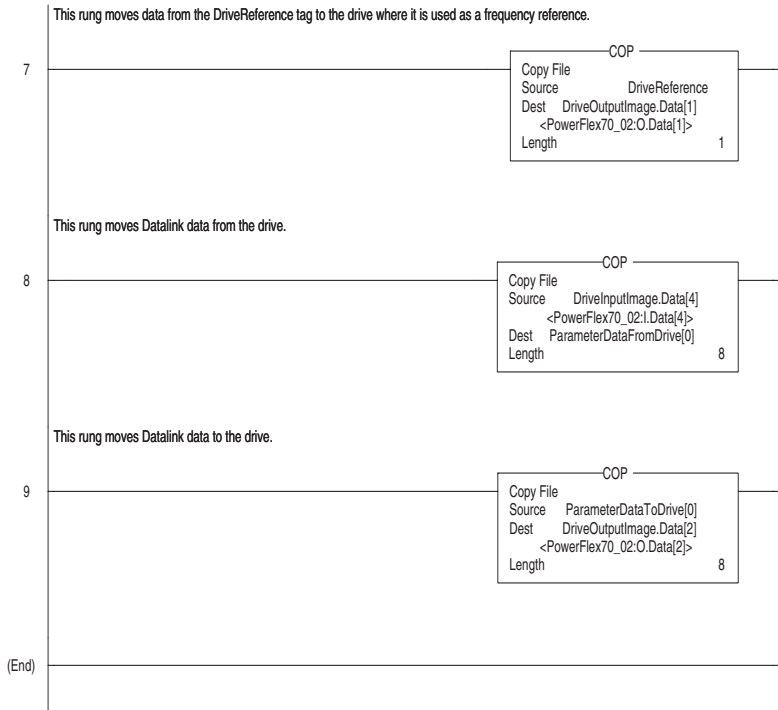 This rung moves data from the DriveReference tag to the drive where it is used as a frequency reference.
7
COP
Copy File
Source DriveReference
Dest DriveOutputImage.Data[1]
<PowerFlex70_02:O.Data[1]>
Length 1
This rung moves Datalink data from the drive.
8
COP
Copy File
Source DriveInputImage.Data[4]
<PowerFlex70_02:I.Data[4]>
Dest ParameterDataFromDrive[0]
Length 8
This rung moves Datalink data to the drive.
9
COP
Copy File
Source ParameterDataToDrive[0]
Dest DriveOutputImage.Data[2]
<PowerFlex70_02:O.Data[2]>
Length 8
(End)